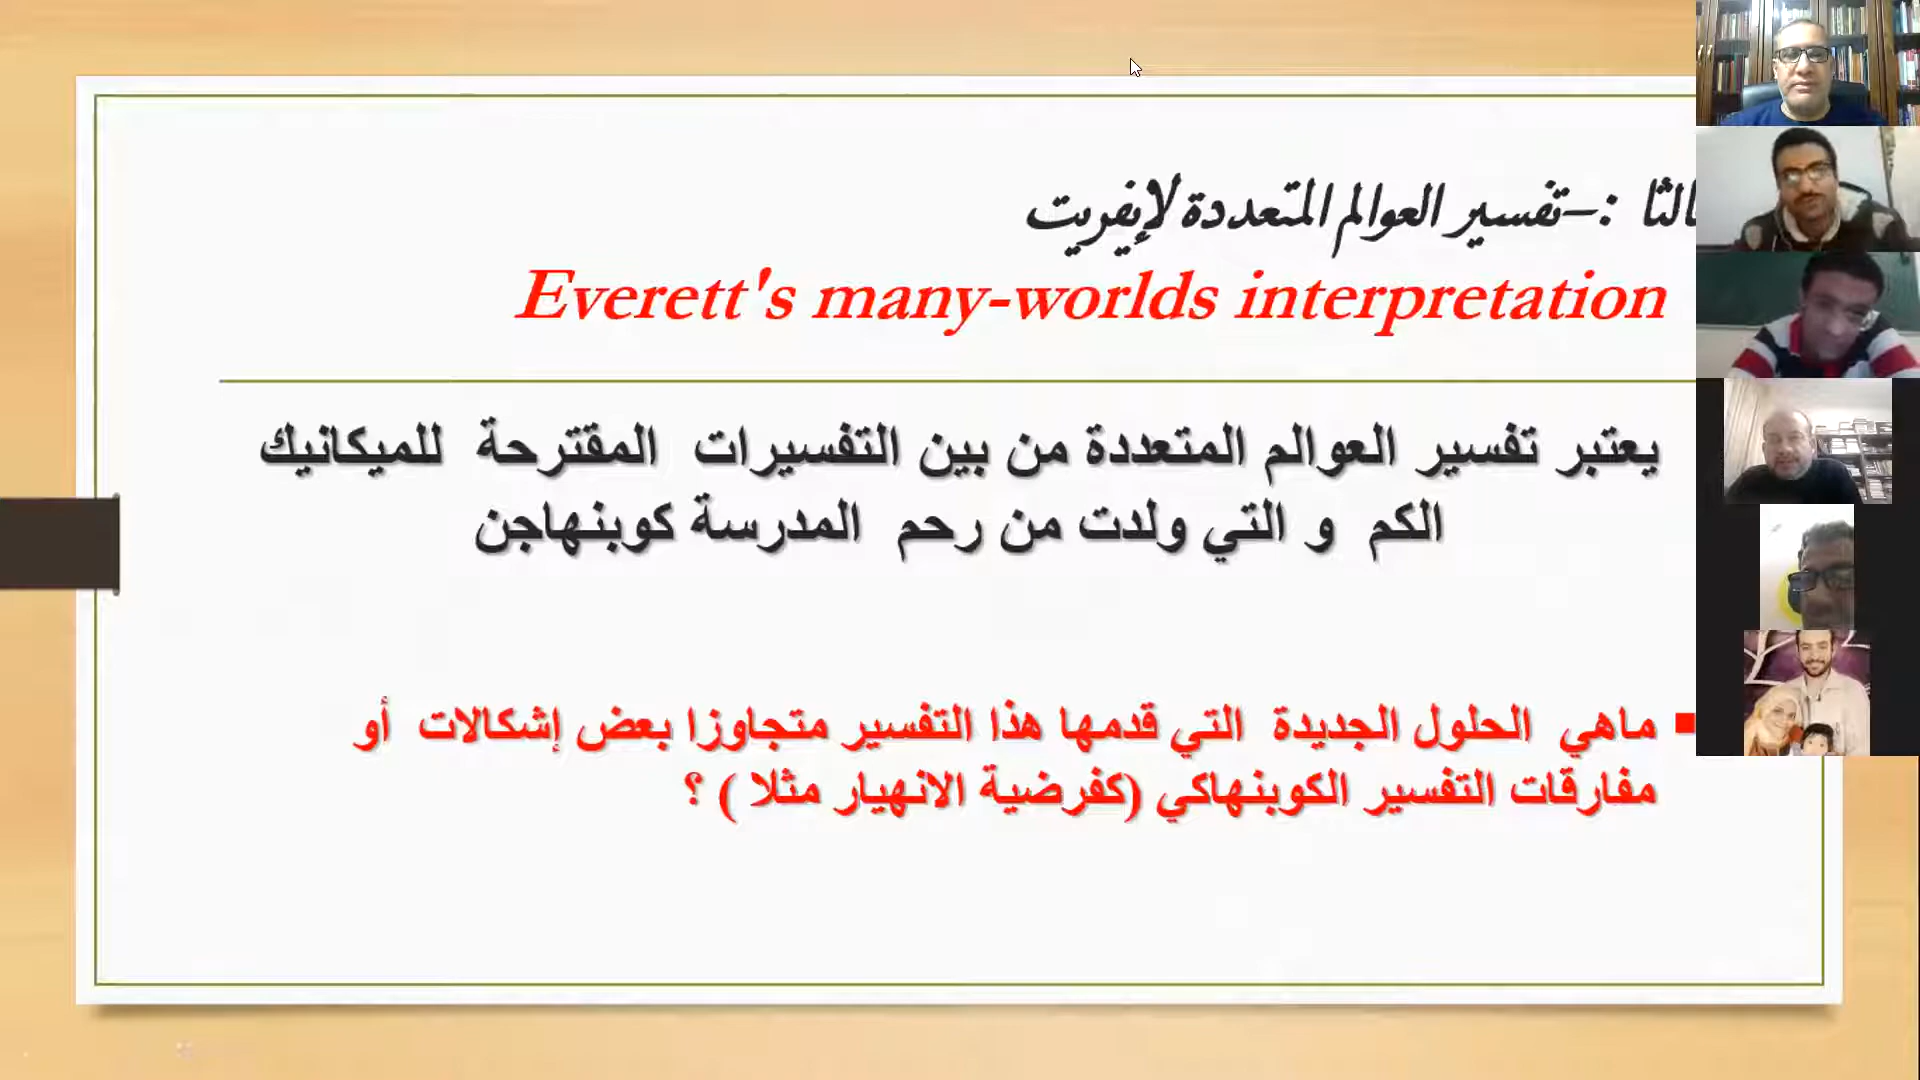 :-تفسير العوالم المتعددة لإيفريت
Everett's many-worlds interpretation
يعتبر تفسير العوالم المتعددة من بين التفسيرات المقترحة للميكانيك
الكم و التي ولدت من رحم المدرسة كوبنهاجن
ماهي الحلول الجديدة التي قدمها هذا التفسير متجاوزا بعض إشكالات أو
مفارقات التفسير الكوبنهاكي (كفرضية الانهيار مثلا ) ؟